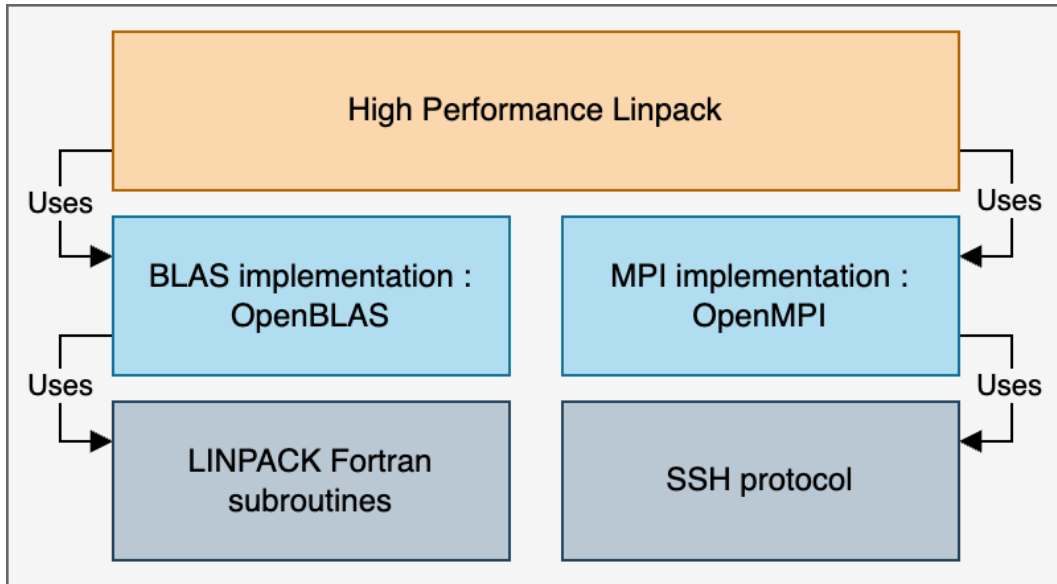 High Performance Linpack
Uses
Uses
BLAS implementation :
OpenBLAS
MPI implementation :
OpenMPI
Uses
Uses
LINPACK Fortran
subroutines
SSH protocol